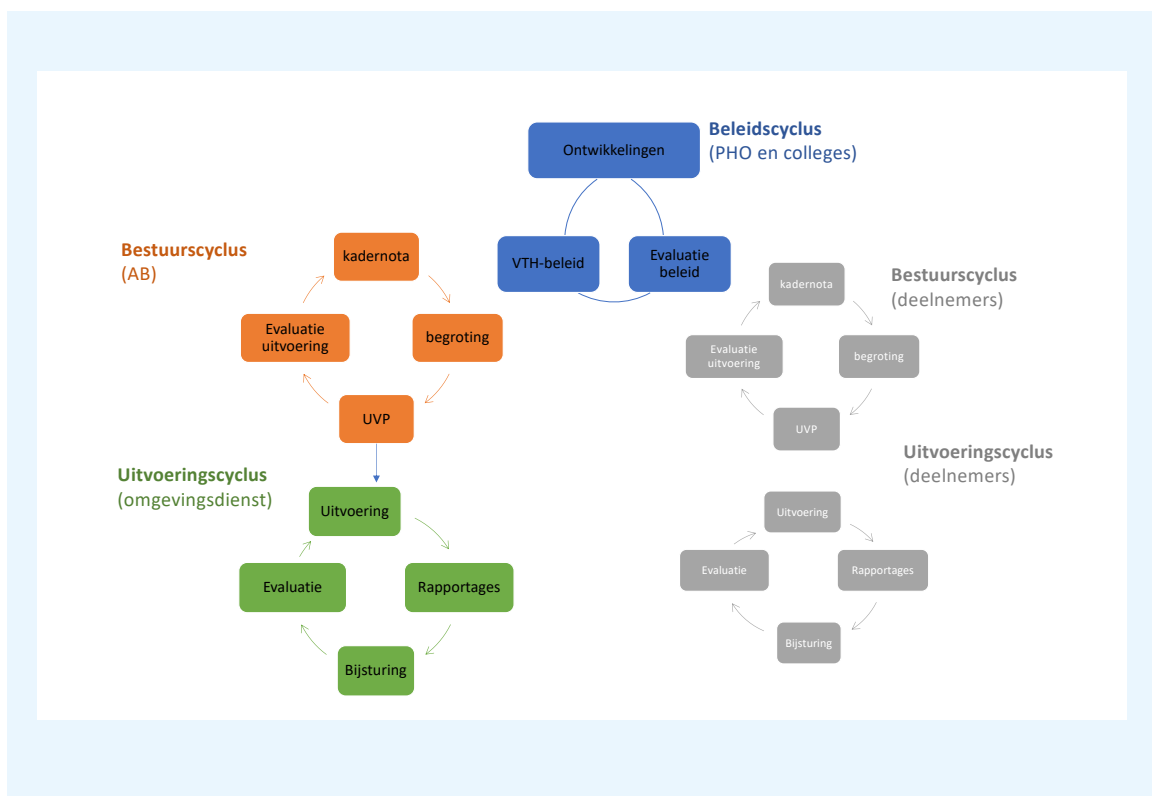 Beleidscyclus
(PHO en colleges)
Ontwikkelingen
VTH-beleid
Evaluatie
beleid
Bestuurscyclus
(AB)
kadernota
Evaluatie
uitvoering
begroting
UVP
Uitvoeringscyclus
(omgevingsdienst)
Uitvoering
Evaluatie
Rapportages
Bijsturing
Bestuurscyclus
(deelnemers)
kadernota
Evaluatie
uitvoering
begroting
UVP
Uitvoeringscyclus
(deelnemers)
Uitvoering
Evaluatie
Rapportages
Bijsturing